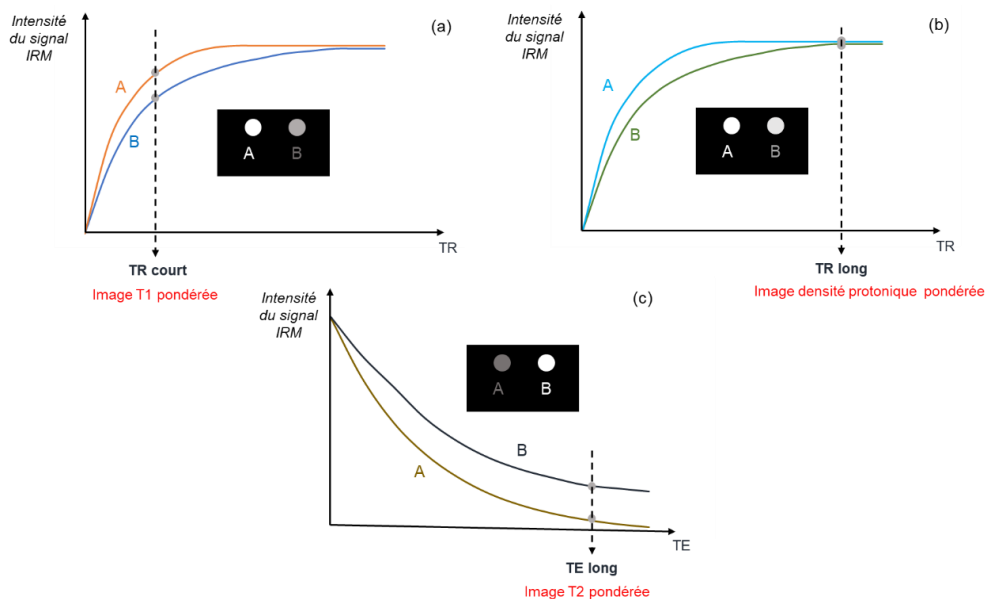 Intensité
du signal
IRM
(a)
A
B
A
B
TR
TR court
Image T1 pondérée
Intensité
du signal
IRM
(b)
A
B
A
B
TR
TR long
Image densité protonique pondérée
Intensité
du signal
IRM
(c)
A
B
B
A
TE
TE long
Image T2 pondérée